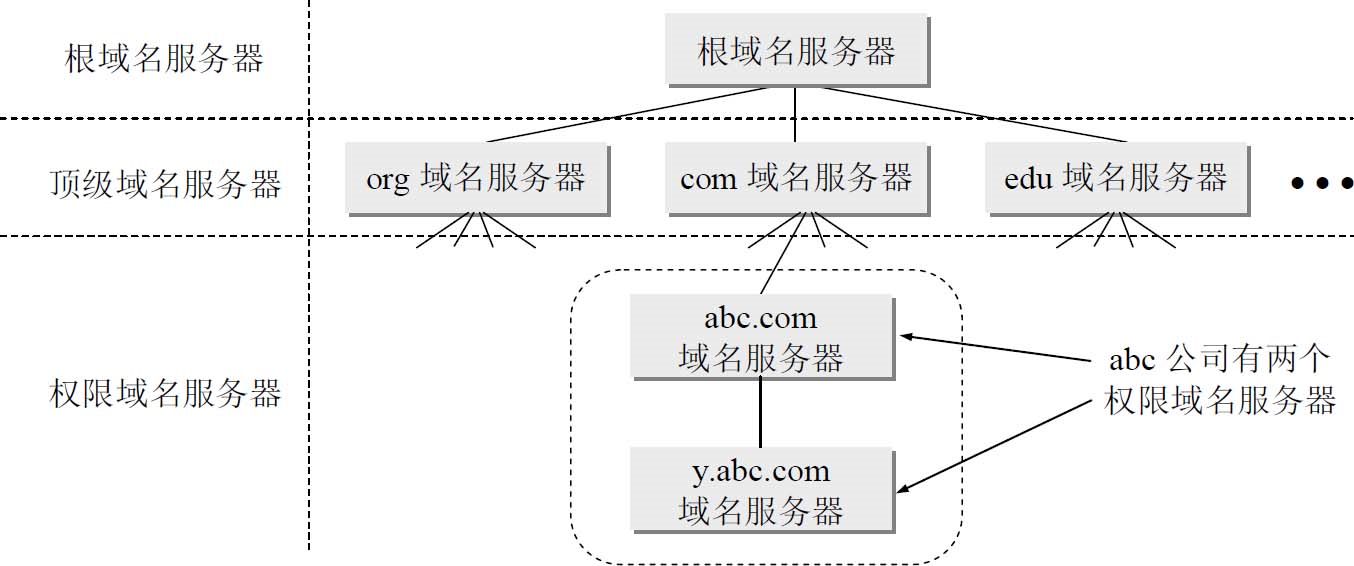 根域名服务器
根域名服务器
顶级域名服务器
org 域名服务器
com 域名服务器
edu 域名服务器
•••
权限域名服务器
abc.com
域名服务器
abc 公司有两个
权限域名服务器
y.abc.com
域名服务器